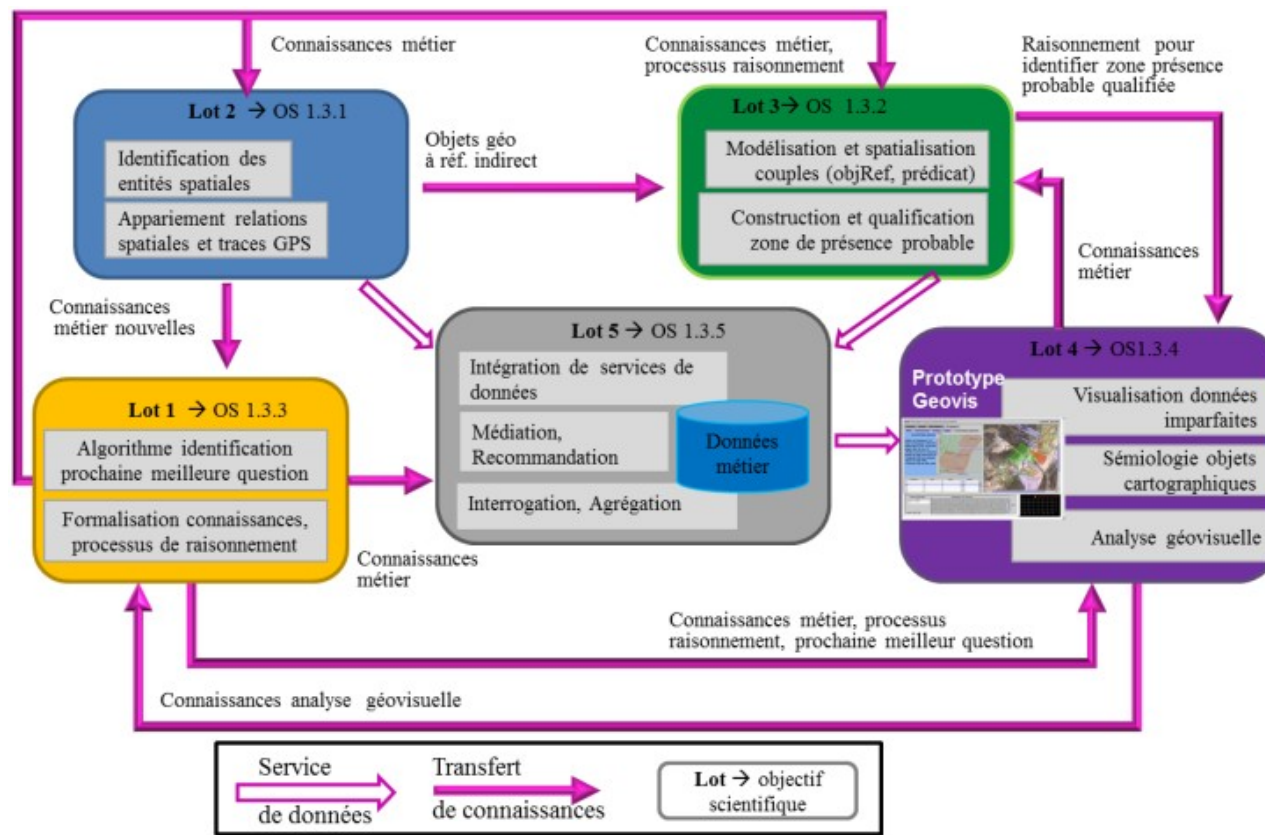 Connaissances métier
Connaissances métier,
processus raisonnement
Raisonnement pour
identifier zone présence
probable qualifiée
Lot 2 → OS 1.3.1
Identification des
entités spatiales
Appariement relations
spatiales et traces GPS
Objets géo
à réf. indirect
Lot 3→ OS 1.3.2
Modélisation et spatialisation
couples (objRef, prédicat)
Construction et qualification
zone de présence probable
Connaissances
métier
Connaissances
métier nouvelles
Lot 5 → OS 1.3.5
Intégration de services de
données
Médiation,
Recommandation
Données
métier
Interrogation, Agrégation
Lot 4 → OS1.3.4
Prototype
Geovis
Visualisation données
imparfaites
Sémiologie objets
cartographiques
Analyse géovisuelle
Lot 1 → OS 1.3.3
Algorithme identification
prochaine meilleure question
Formalisation connaissances,
processus de raisonnement
Connaissances
métier
Connaissances métier, processus
raisonnement, prochaine meilleur question
Connaissances analyse géovisuelle
Service
de données
Transfert
de connaissances
Lot → objectif
scientifique